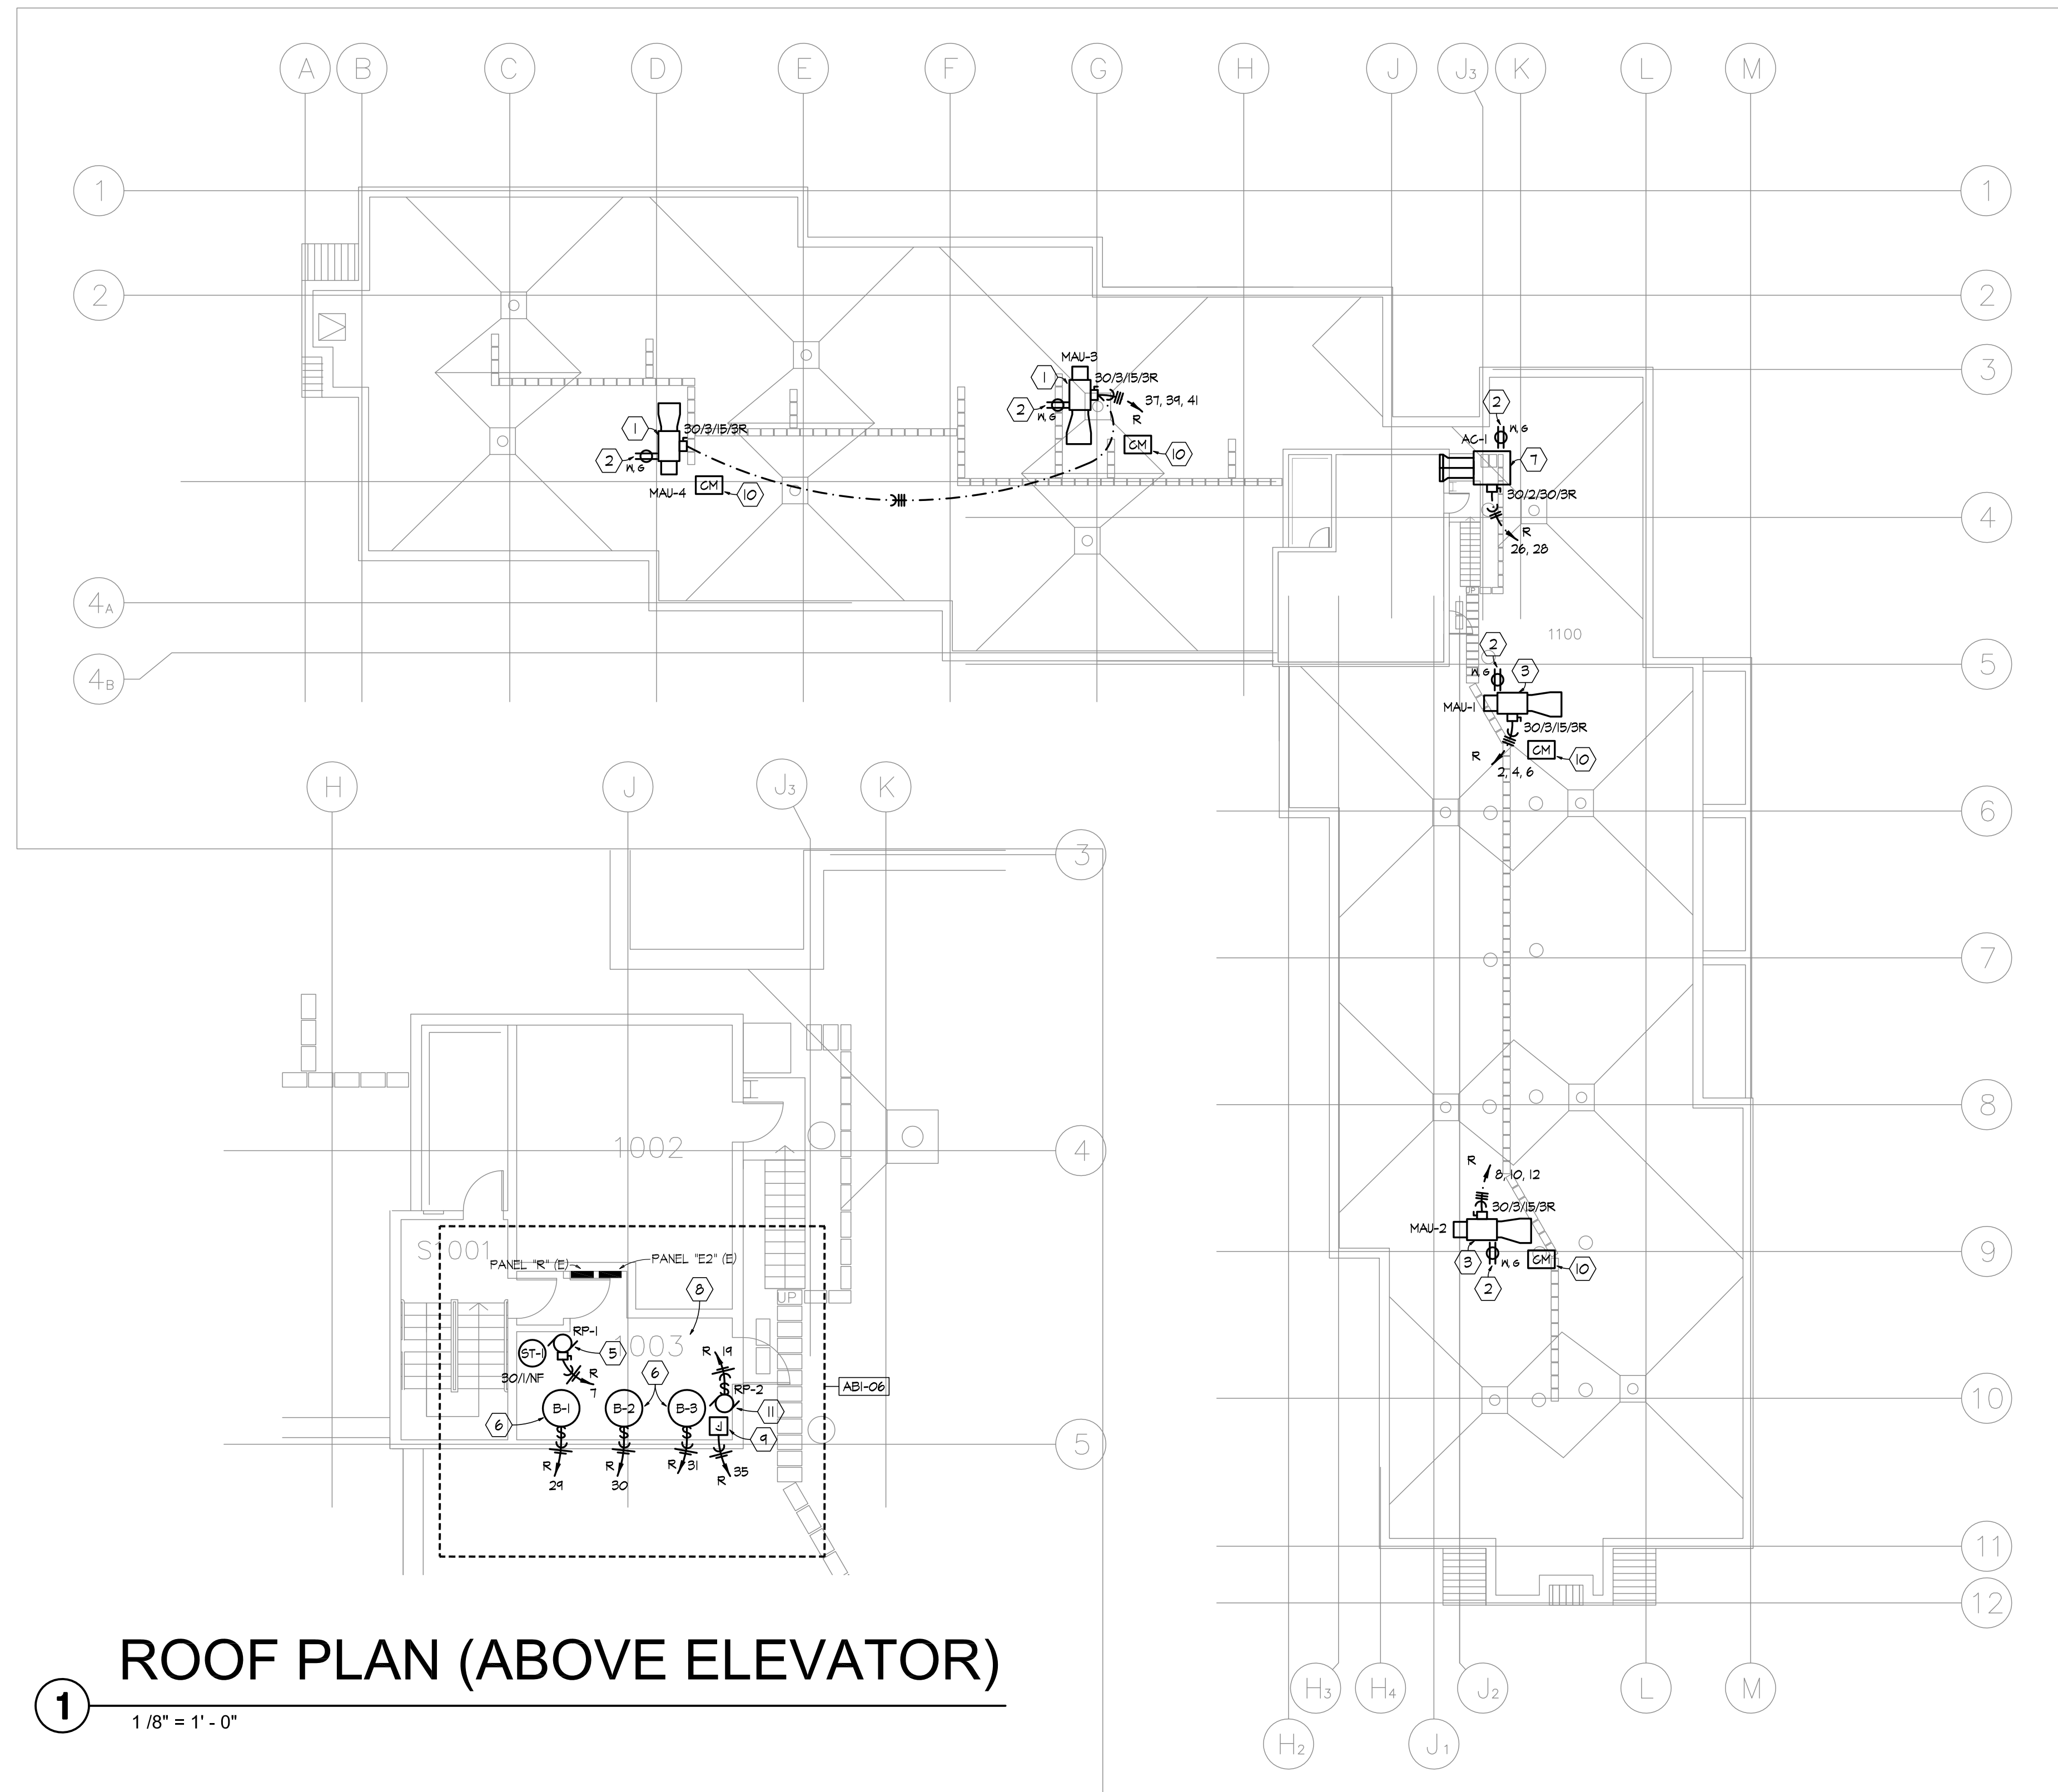 A
B
C
D
E
F
G
H
J
J3
K
L
M
1
1
2
2
3
MAU-3
1
30/3/15/3R
2
W, G
37, 39, 41
R
CM
10
1
30/3/15/3R
2
W, G
MAU-4
CM
10
2
W, G
AC-1
7
30/2/30/3R
R
26, 28
4
4A
UP
1100
4B
5
2
W, G
3
MAU-1
30/3/15/3R
CM
10
R
2, 4, 6
6
7
8
R
8, 10, 12
30/3/15/3R
MAU-2
3
W, G
CM
10
2
9
10
11
12
H3
H4
J2
L
M
H2
J1
H
J
J3
K
3
1002
4
S1001
PANEL "R" (E)
PANEL "E2" (E)
8
UP
1003
RP-1
ST-1
5
30/1/NF
R
7
R
19
6
RP-2
AB1-06
B-1
B-2
B-3
11
6
J
9
5
R
29
R
30
R
31
R
35
ROOF PLAN (ABOVE ELEVATOR)
1
1 /8" = 1' - 0"